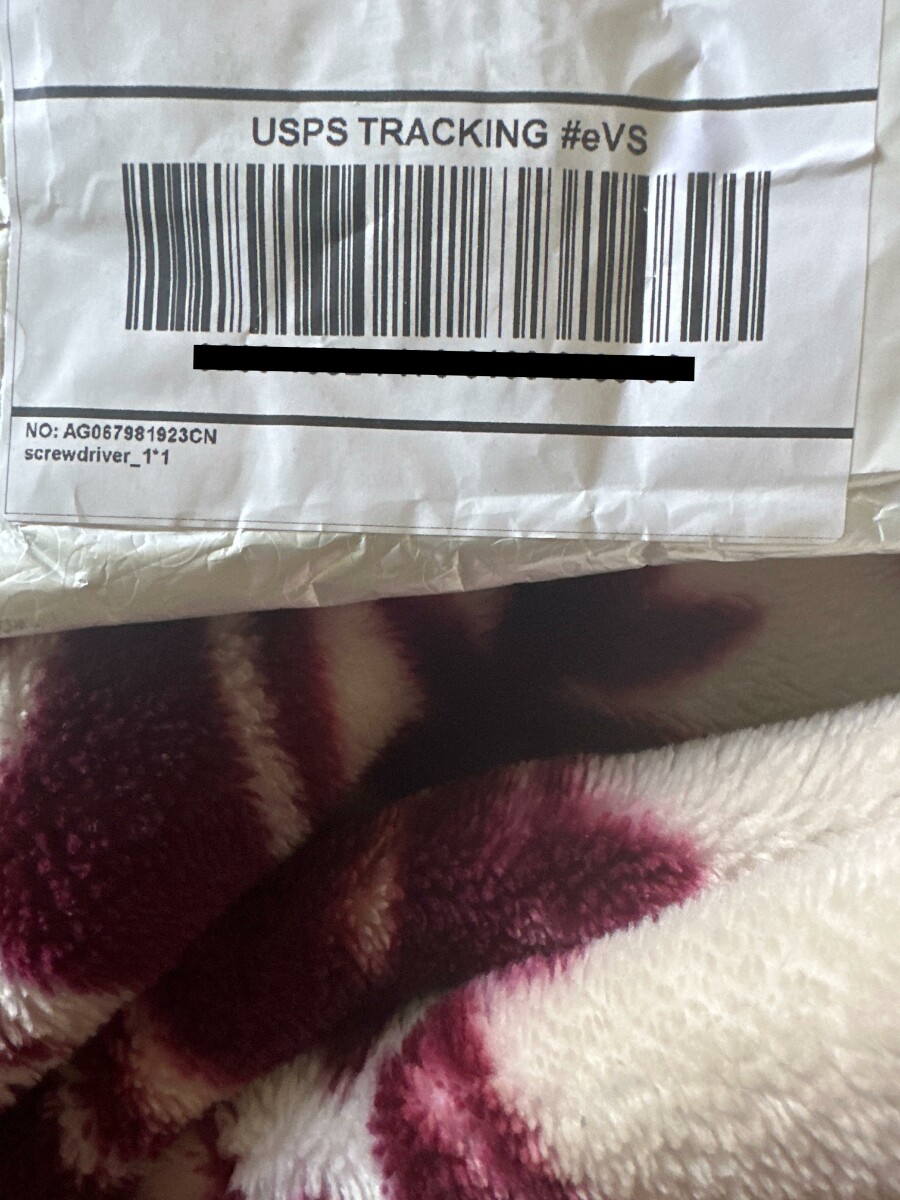 USPS TRACKING #eVS
NO: AG067981923CN
screwdriver_1*1